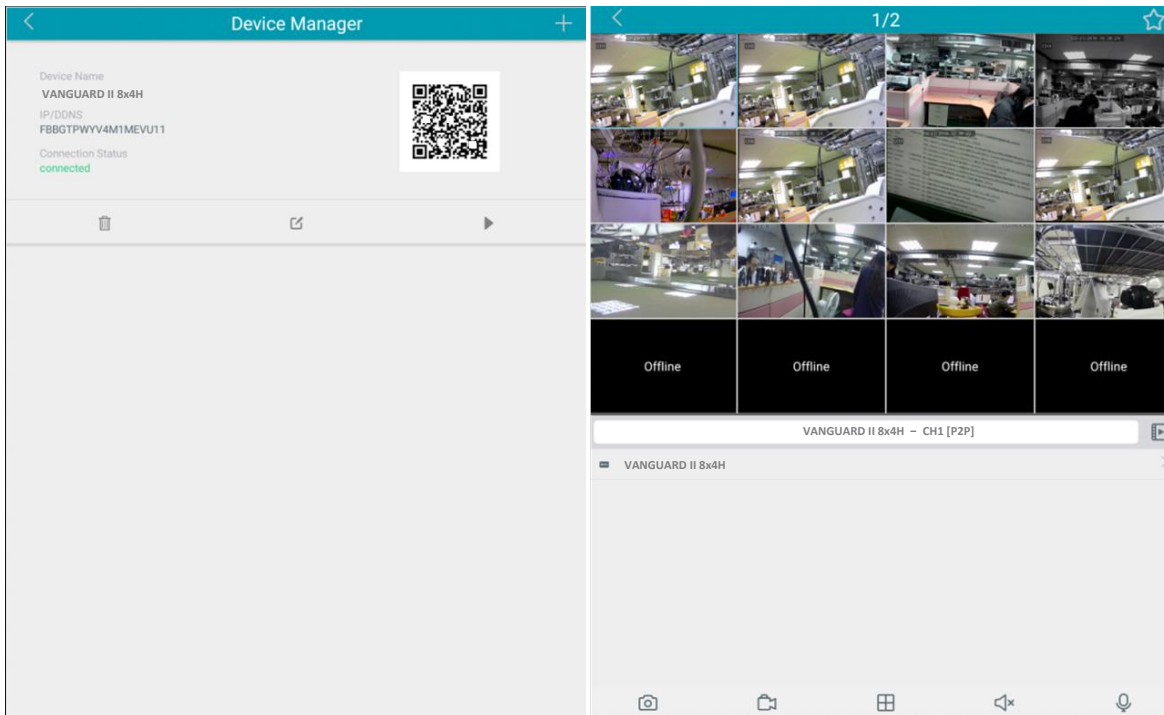 Device Manager
Device Name
VANGUARD II 8x4H
IP/DDNS
FBBGTPWYV4M1MEVU11
Connection Status
connected
1/2
Offline
Offline
Offline
Offline
VANGUARD II 8x4H – CH1 [P2P]
VANGUARD II 8x4H